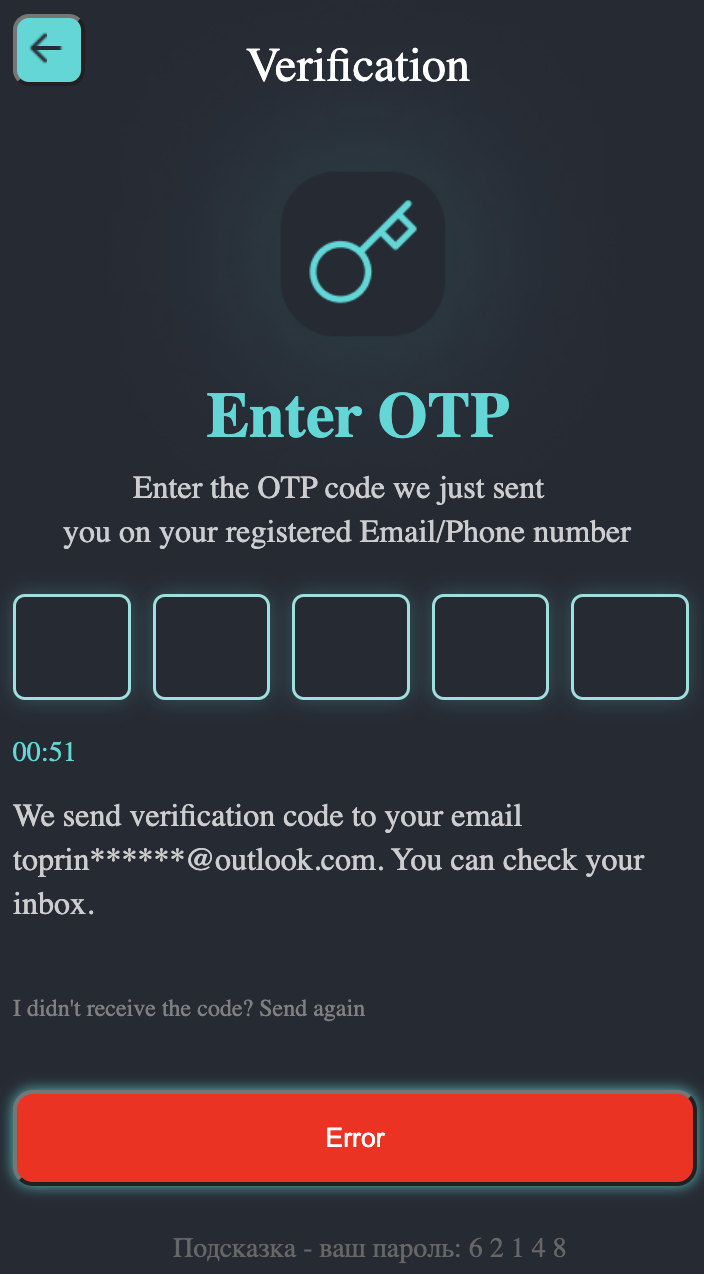 Verification
Enter OTP
Enter the OTP code we just sent
you on your registered Email/Phone number
00:51
We send verification code to your email
toprin******@outlook.com. You can check your
inbox.
I didn't receive the code? Send again
Error
Подсказка - ваш пароль: 6 2 1 4 8